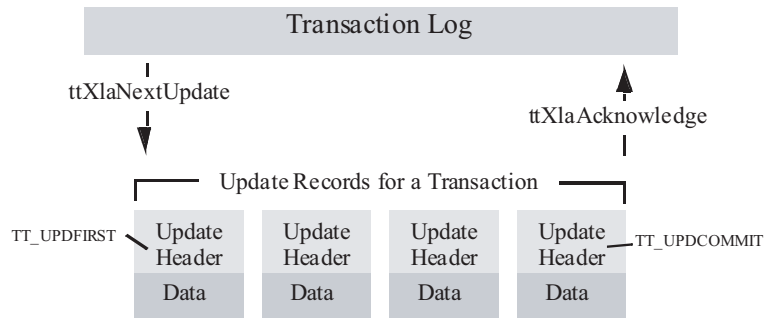 Transaction Log
ttXlaNextUpdate
ttXlaAcknowledge
Update Records for a Transaction
TT_UPDFIRST
Update
Header
Data
Update
Header
Data
Update
Header
Data
Update
Header
Data
TT_UPDCOMMIT